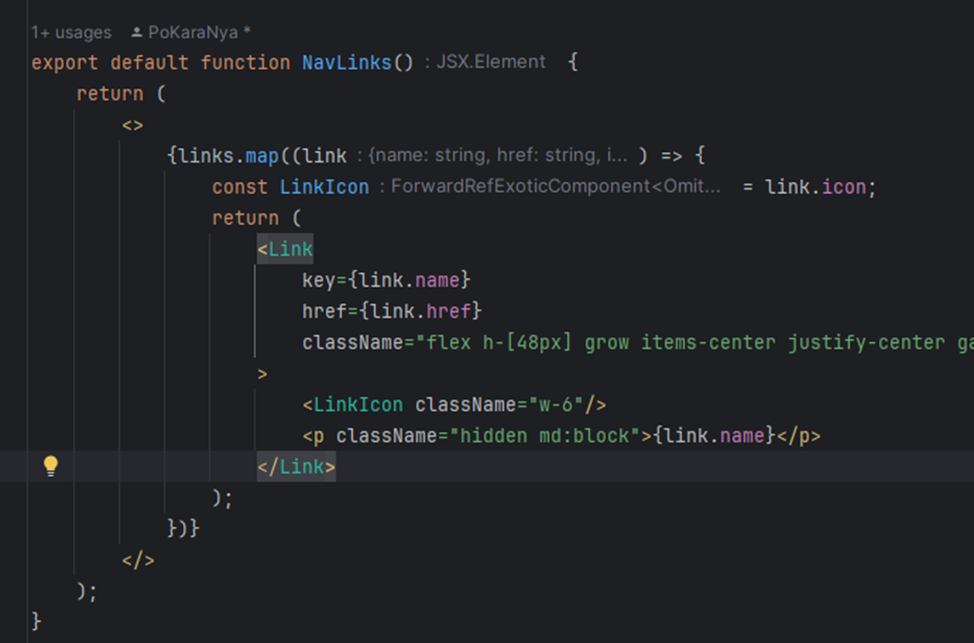 1+ usages PoKaraNya *
export default function NavLinks() : JSX.Element {
return (
<>
{links.map((link : {name: string, href: string, i... ) => {
const LinkIcon : ForwardRefExoticComponent<Omit... = link.icon;
return (
<Link
key={link.name}
href={link.href}
className="flex h-[48px] grow items-center justify-center ga
>
<LinkIcon className="w-6"/>
<p className="hidden md:block">{link.name}</p>
</Link>
);
})}
</>
);
}